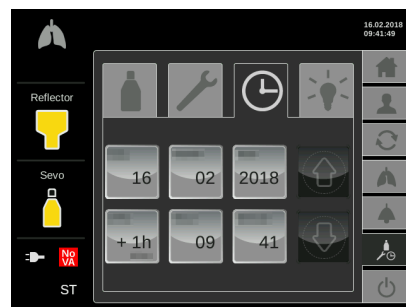 16.02.2018
09:41:49
Reflector
Sevo
16 02 2018
+ 1h 09 41
No
VA
ST